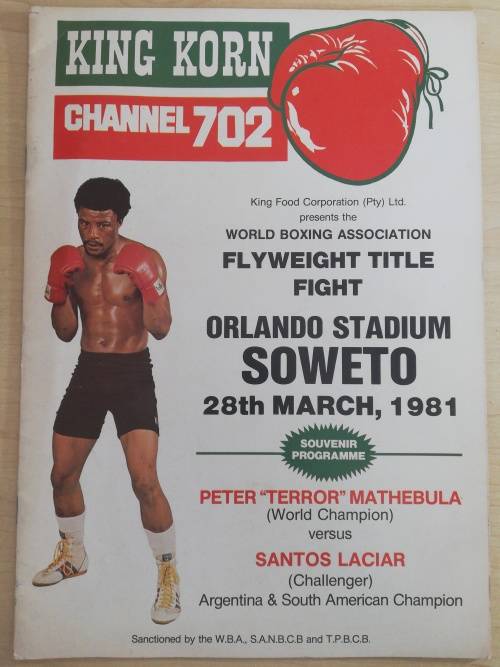 KING KORN
CHANNEL 702
King Food Corporation (Pty) Ltd.
presents the
WORLD BOXING ASSOCIATION
FLYWEIGHT TITLE
FIGHT
ORLANDO STADIUM
SOWETO
28th MARCH, 1981
SOUVENIR
PROGRAMME
PETER "TERROR" MATHEBULA
(World Champion)
versus
SANTOS LACIAR
(Challenger)
Argentina & South American Champion
Sanctioned by the W.B.A., S.A.N.B.C.B and T.P.B.C.B.